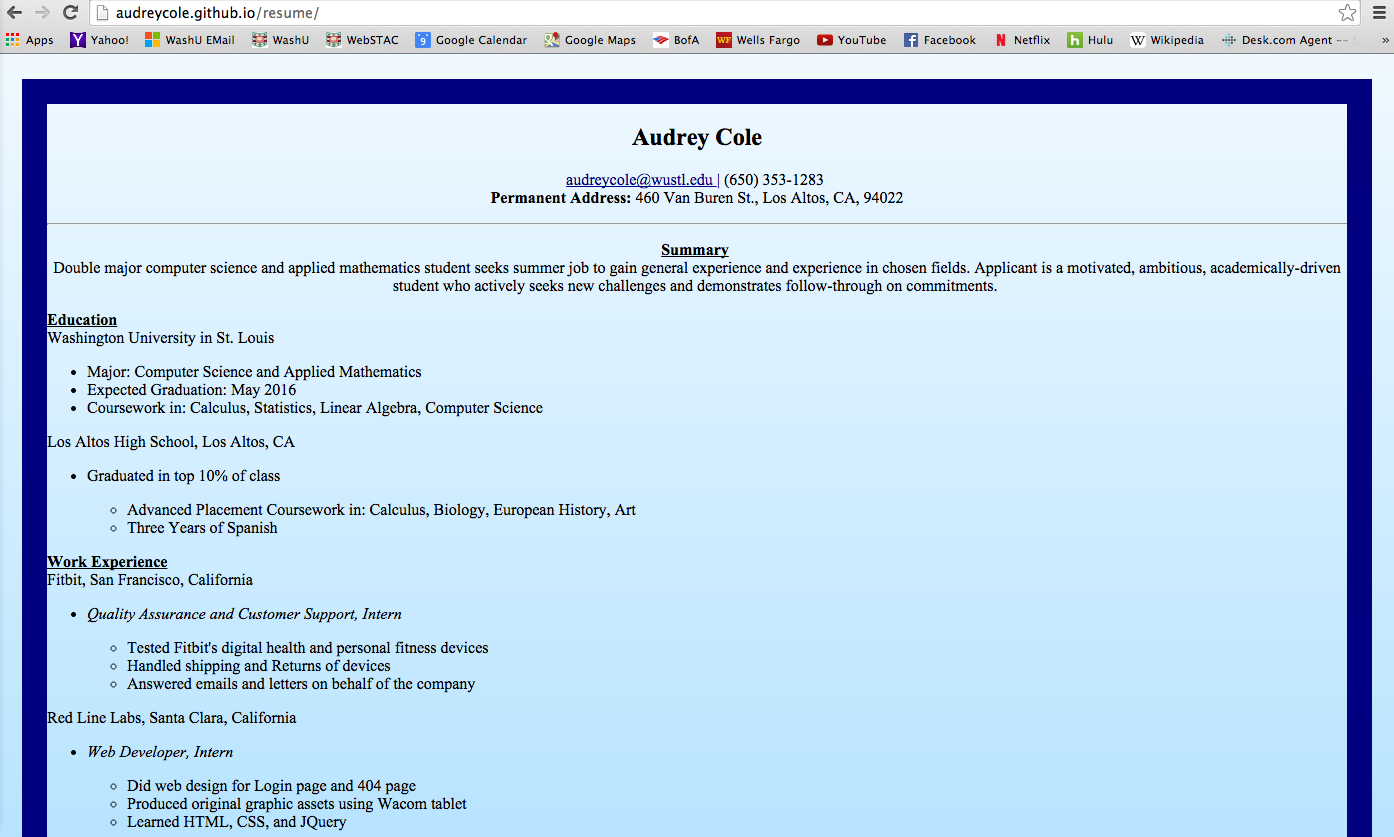 audreycole.github.io/resume/
Apps Yahoo! WashU EMail WashU WebSTAC Google Calendar Google Maps BofA Wells Fargo YouTube Facebook Netflix Hulu Wikipedia Desk.com Agent --
Audrey Cole
audreycole@wustl.edu | (650) 353-1283
Permanent Address: 460 Van Buren St., Los Altos, CA, 94022
Summary
Double major computer science and applied mathematics student seeks summer job to gain general experience and experience in chosen fields. Applicant is a motivated, ambitious, academically-driven
student who actively seeks new challenges and demonstrates follow-through on commitments.
Education
Washington University in St. Louis
• Major: Computer Science and Applied Mathematics
• Expected Graduation: May 2016
• Coursework in: Calculus, Statistics, Linear Algebra, Computer Science
Los Altos High School, Los Altos, CA
• Graduated in top 10% of class
○ Advanced Placement Coursework in: Calculus, Biology, European History, Art
○ Three Years of Spanish
Work Experience
Fitbit, San Francisco, California
• Quality Assurance and Customer Support, Intern
○ Tested Fitbit's digital health and personal fitness devices
○ Handled shipping and Returns of devices
○ Answered emails and letters on behalf of the company
Red Line Labs, Santa Clara, California
• Web Developer, Intern
○ Did web design for Login page and 404 page
○ Produced original graphic assets using Wacom tablet
○ Learned HTML, CSS, and JQuery